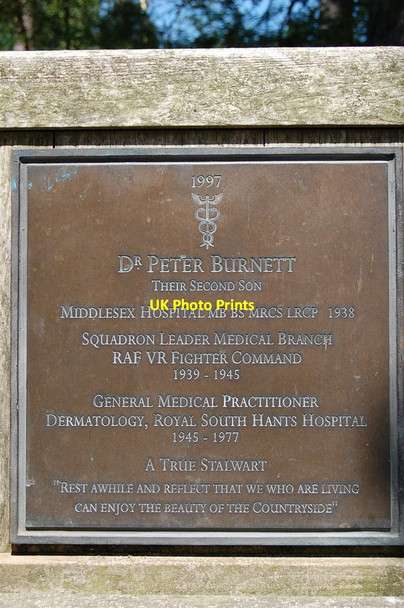 1997
DR PETER BURNETT
THEIR SECOND SON
UK Photo Prints
MIDDLESEX HOSPITAL MB BS MRCS LRCP 1938
SQUADRON LEADER MEDICAL BRANCH
RAF VR FIGHTER COMMAND
1939 - 1945
GENERAL MEDICAL PRACTITIONER
DERMATOLOGY, ROYAL SOUTH HANTS HOSPITAL
1945 - 1977
A TRUE STALWART
"REST AWHILE AND REFLECT THAT WE WHO ARE LIVING
CAN ENJOY THE BEAUTY OF THE COUNTRYSIDE"